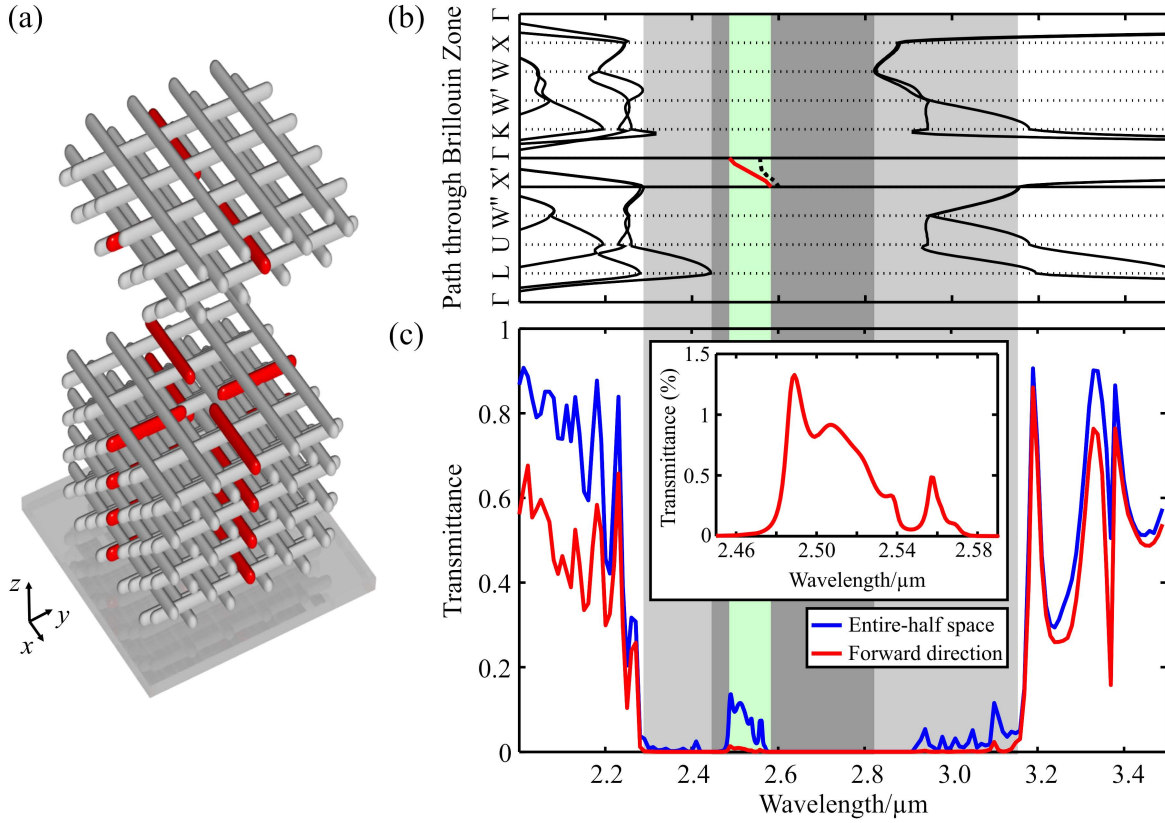 (a)
z
y
x
(b)
Path through Brillouin Zone
Γ
X
W
W'
K
Γ
X'
W"
U
L
Γ
(c)
Transmittance
1
0.8
0.6
0.4
0.2
0
2.2
2.4
2.6
2.8
3.0
3.2
3.4
Wavelength/µm
Transmittance (%)
1.5
1
0.5
0
2.46
2.50
2.54
2.58
Wavelength/µm
Entire-half space
Forward direction